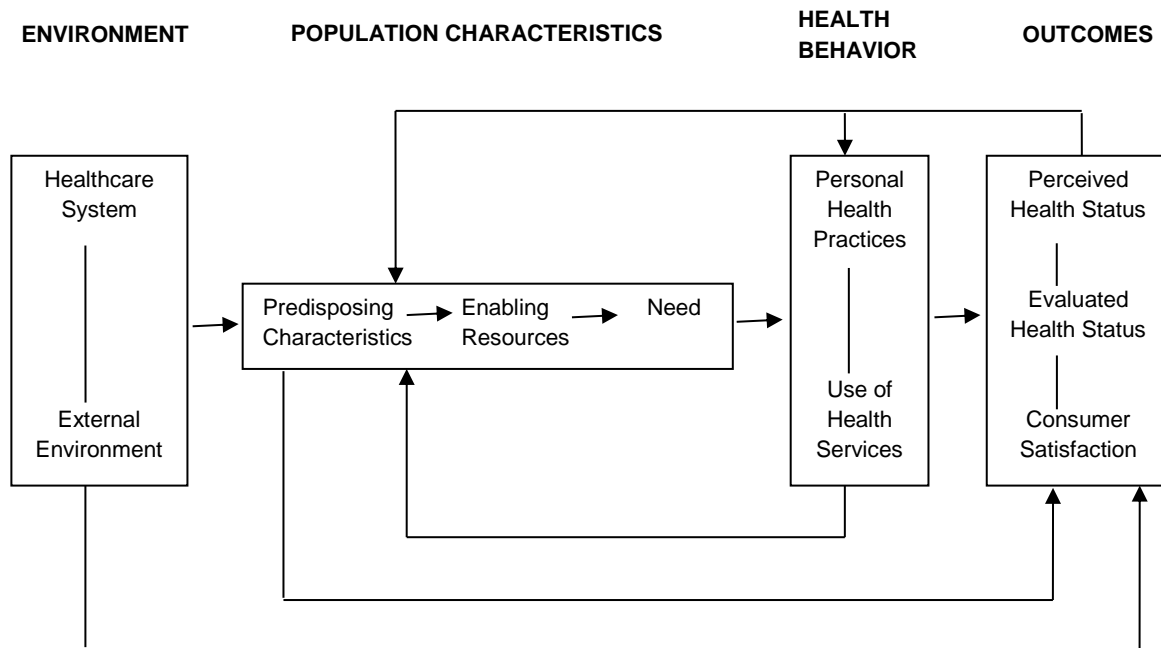 ENVIRONMENT
POPULATION CHARACTERISTICS
HEALTH
BEHAVIOR
OUTCOMES
Healthcare
System
External
Environment
Predisposing
Characteristics
Enabling
Resources
Need
Personal
Health
Practices
Use of
Health
Services
Perceived
Health Status
Evaluated
Health Status
Consumer
Satisfaction